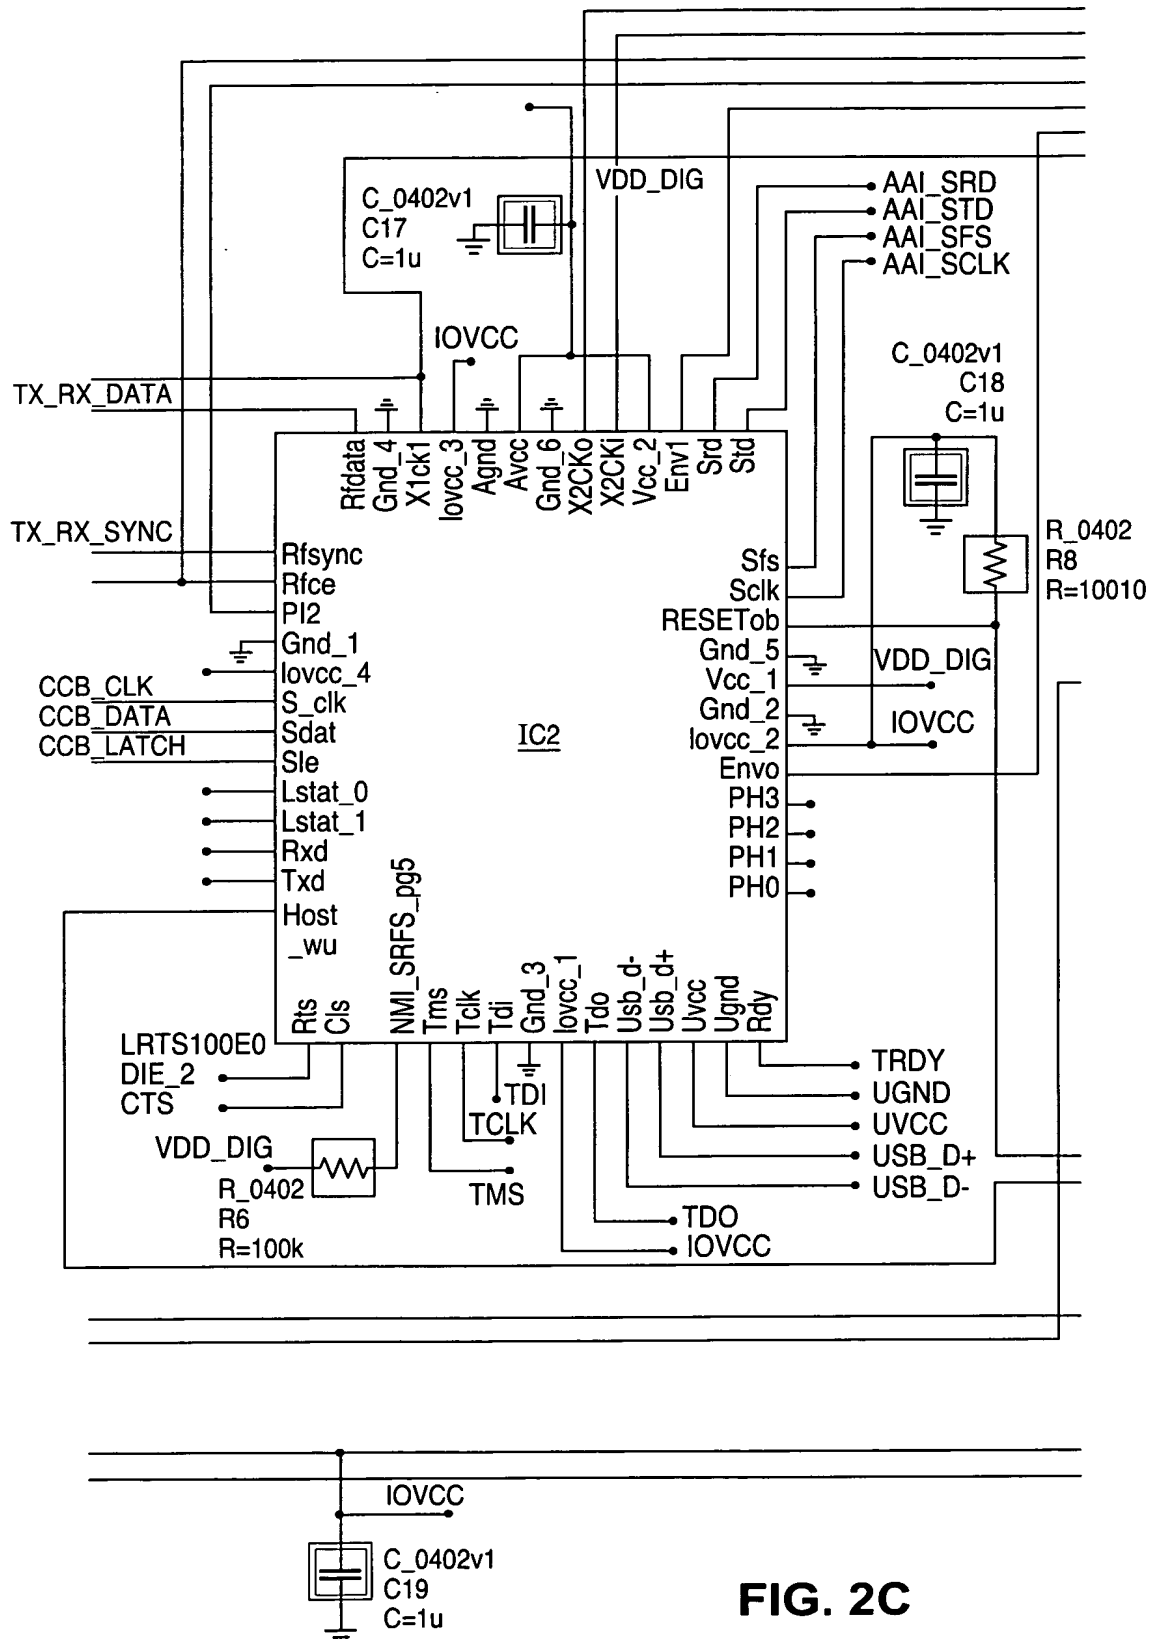 VDD_DIG
C_0402v1
C17
C=1u
AAI_SRD
AAI_STD
AAI_SFS
AAI_SCLK
IOVCC
C_0402v1
C18
C=1u
TX_RX_DATA
Rfdata
Gnd_4
X1ck1
Iovcc_3
Agnd
Avcc
Gnd_6
X2CKo
X2CKi
Vcc_2
Env1
Srd
Std
TX_RX_SYNC
R_0402
R8
R=10010
Rfsync
Rfce
PI2
Gnd_1
Iovcc_4
CCB_CLK
S_clk
CCB_DATA
Sdat
CCB_LATCH
Sle
Lstat_0
Lstat_1
Rxd
Txd
Host
_wu
IC2
Sfs
Sclk
RESETob
Gnd_5
VDD_DIG
Vcc_1
Gnd_2
IOVCC
Iovcc_2
Envo
PH3
PH2
PH1
PH0
Rts
Cls
NMI_SRFS_pg5
Tms
Tclk
Tdi
Gnd_3
Iovcc_1
Tdo
Usb_d-
Usb_d+
Uvcc
Ugnd
Rdy
LRTS100E0
DIE_2
CTS
TDI
TCLK
TMS
TRDY
UGND
UVCC
USB_D+
USB_D-
VDD_DIG
R_0402
R6
R=100k
TDO
IOVCC
IOVCC
C_0402v1
C19
C=1u
FIG. 2C